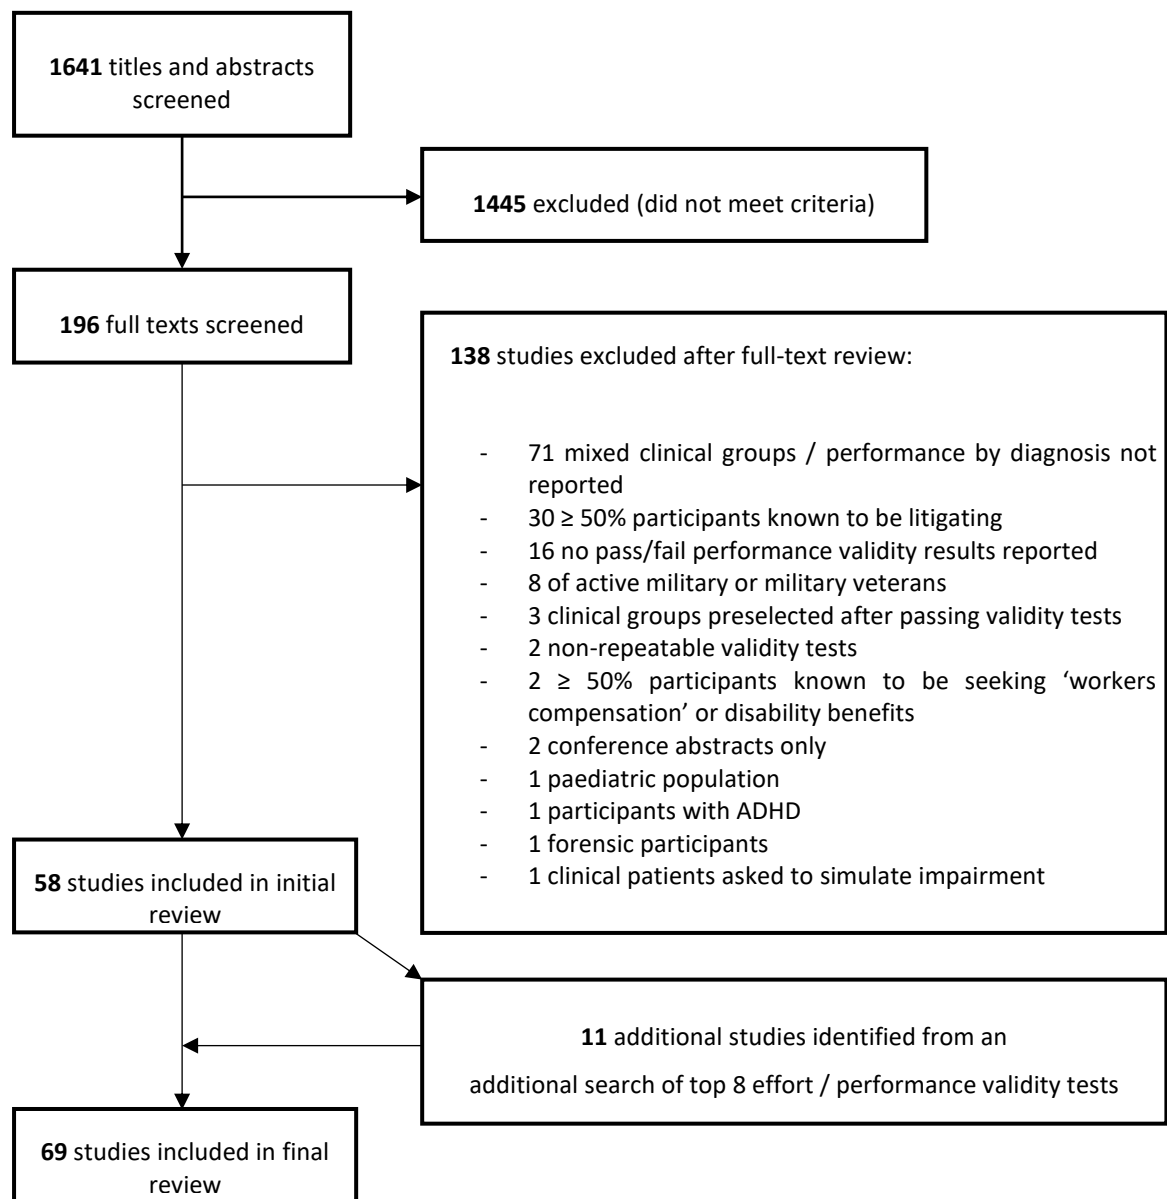 1641 titles and abstracts
screened
1445 excluded (did not meet criteria)
196 full texts screened
138 studies excluded after full-text review:
- 71 mixed clinical groups / performance by diagnosis not
reported
- 30 ≥ 50% participants known to be litigating
- 16 no pass/fail performance validity results reported
- 8 of active military or military veterans
- 3 clinical groups preselected after passing validity tests
- 2 non-repeatable validity tests
- 2 ≥ 50% participants known to be seeking ‘workers
compensation’ or disability benefits
- 2 conference abstracts only
- 1 paediatric population
- 1 participants with ADHD
- 1 forensic participants
- 1 clinical patients asked to simulate impairment
58 studies included in initial
review
11 additional studies identified from an
additional search of top 8 effort / performance validity tests
69 studies included in final
review